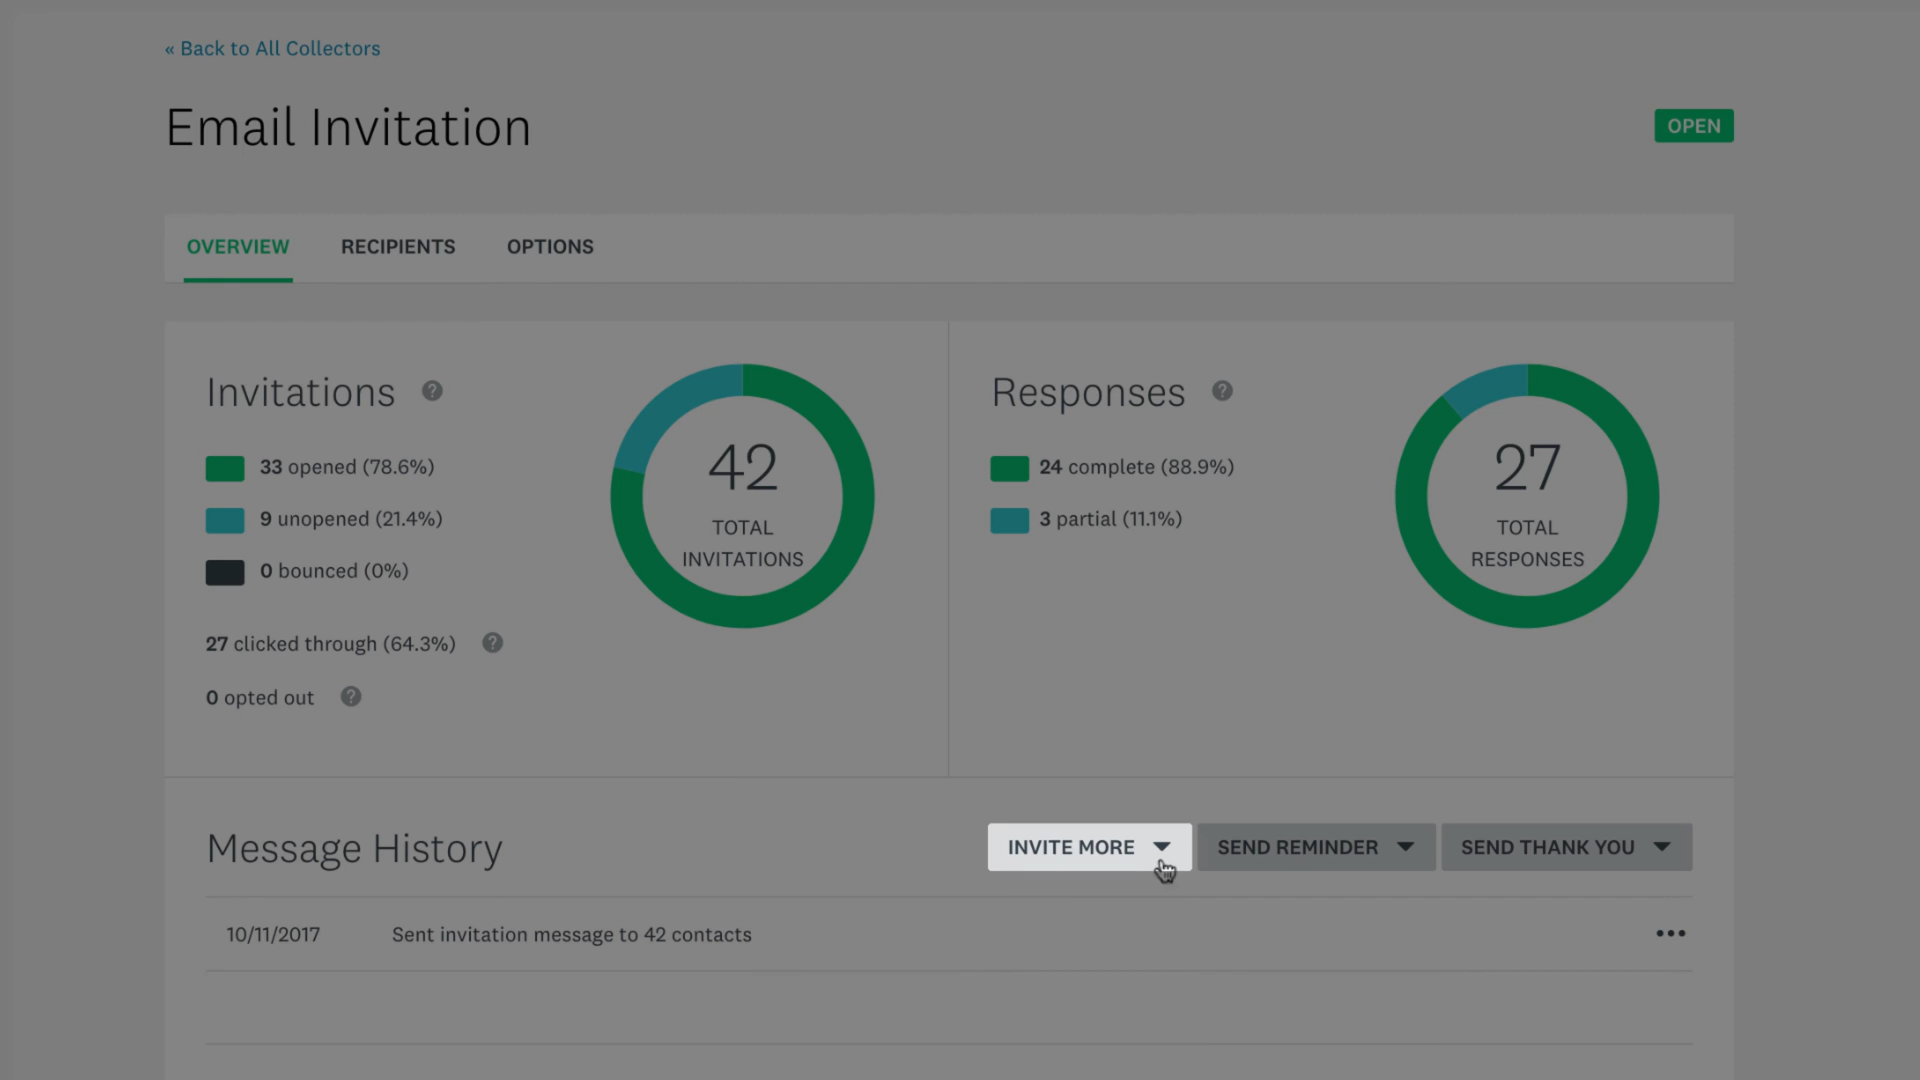 « Back to All Collectors
Email Invitation
OPEN
OVERVIEW RECIPIENTS OPTIONS
Invitations ?
33 opened (78.6%)
9 unopened (21.4%)
0 bounced (0%)
27 clicked through (64.3%) ?
0 opted out ?
42
TOTAL
INVITATIONS
Responses ?
24 complete (88.9%)
3 partial (11.1%)
27
TOTAL
RESPONSES
Message History
INVITE MORE SEND REMINDER SEND THANK YOU
10/11/2017 Sent invitation message to 42 contacts